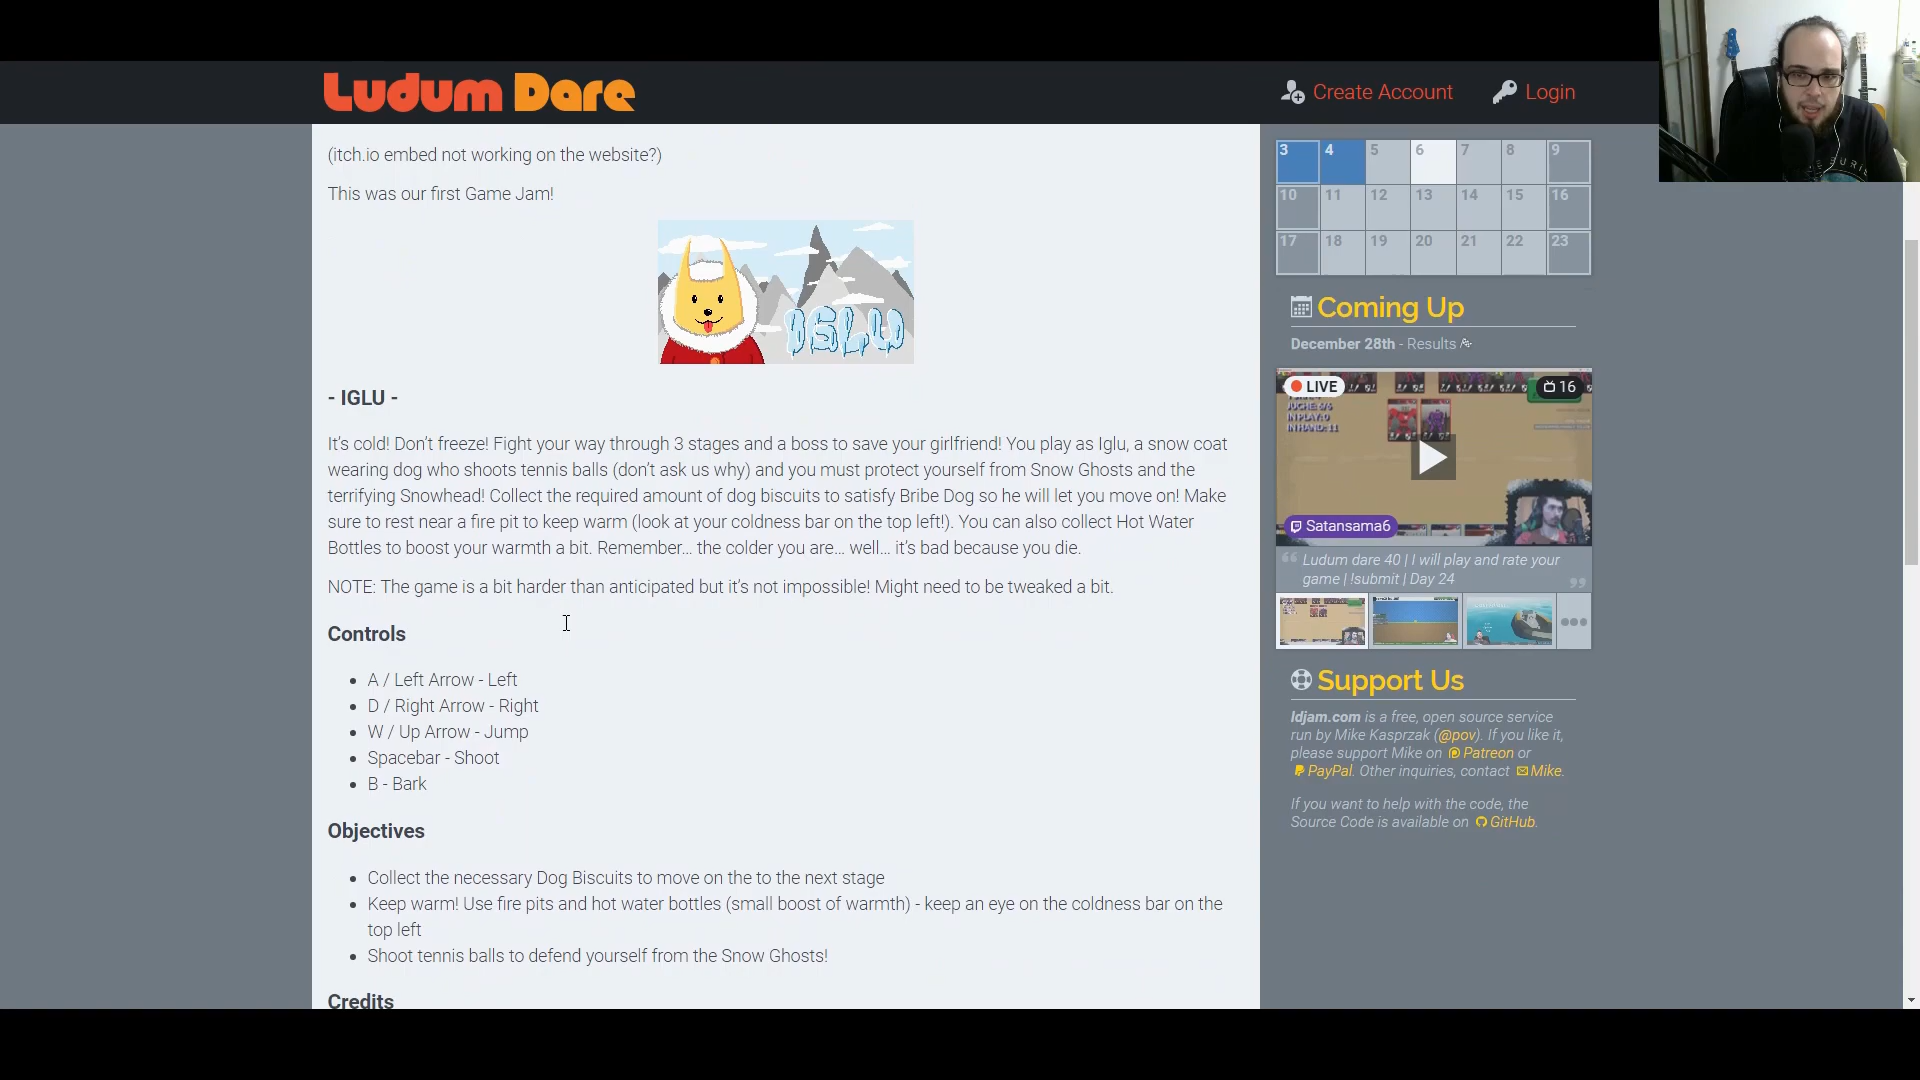 Ludum Dare
Create Account
Login
(itch.io embed not working on the website?)
This was our first Game Jam!
IGLU
- IGLU -
It's cold! Don't freeze! Fight your way through 3 stages and a boss to save your girlfriend! You play as Iglu, a snow coat
wearing dog who shoots tennis balls (don't ask us why) and you must protect yourself from Snow Ghosts and the
terrifying Snowhead! Collect the required amount of dog biscuits to satisfy Bribe Dog so he will let you move on! Make
sure to rest near a fire pit to keep warm (look at your coldness bar on the top left!). You can also collect Hot Water
Bottles to boost your warmth a bit. Remember… the colder you are… well… it's bad because you die.
NOTE: The game is a bit harder than anticipated but it's not impossible! Might need to be tweaked a bit.
Controls
A / Left Arrow - Left
D / Right Arrow - Right
W / Up Arrow - Jump
Spacebar - Shoot
B - Bark
Objectives
Collect the necessary Dog Biscuits to move on the to the next stage
Keep warm! Use fire pits and hot water bottles (small boost of warmth) - keep an eye on the coldness bar on the
top left
Shoot tennis balls to defend yourself from the Snow Ghosts!
Credits
3 4 5 6 7 8 9
10 11 12 13 14 15 16
17 18 19 20 21 22 23
Coming Up
December 28th - Results
LIVE
16
IN PLAY: 0
IN HAND: 11
Satansama6
Ludum dare 40 | I will play and rate your
game | !submit | Day 24
Support Us
ldjam.com is a free, open source service
run by Mike Kasprzak (@pov). If you like it,
please support Mike on Patreon or
PayPal. Other inquiries, contact Mike.
If you want to help with the code, the
Source Code is available on GitHub.